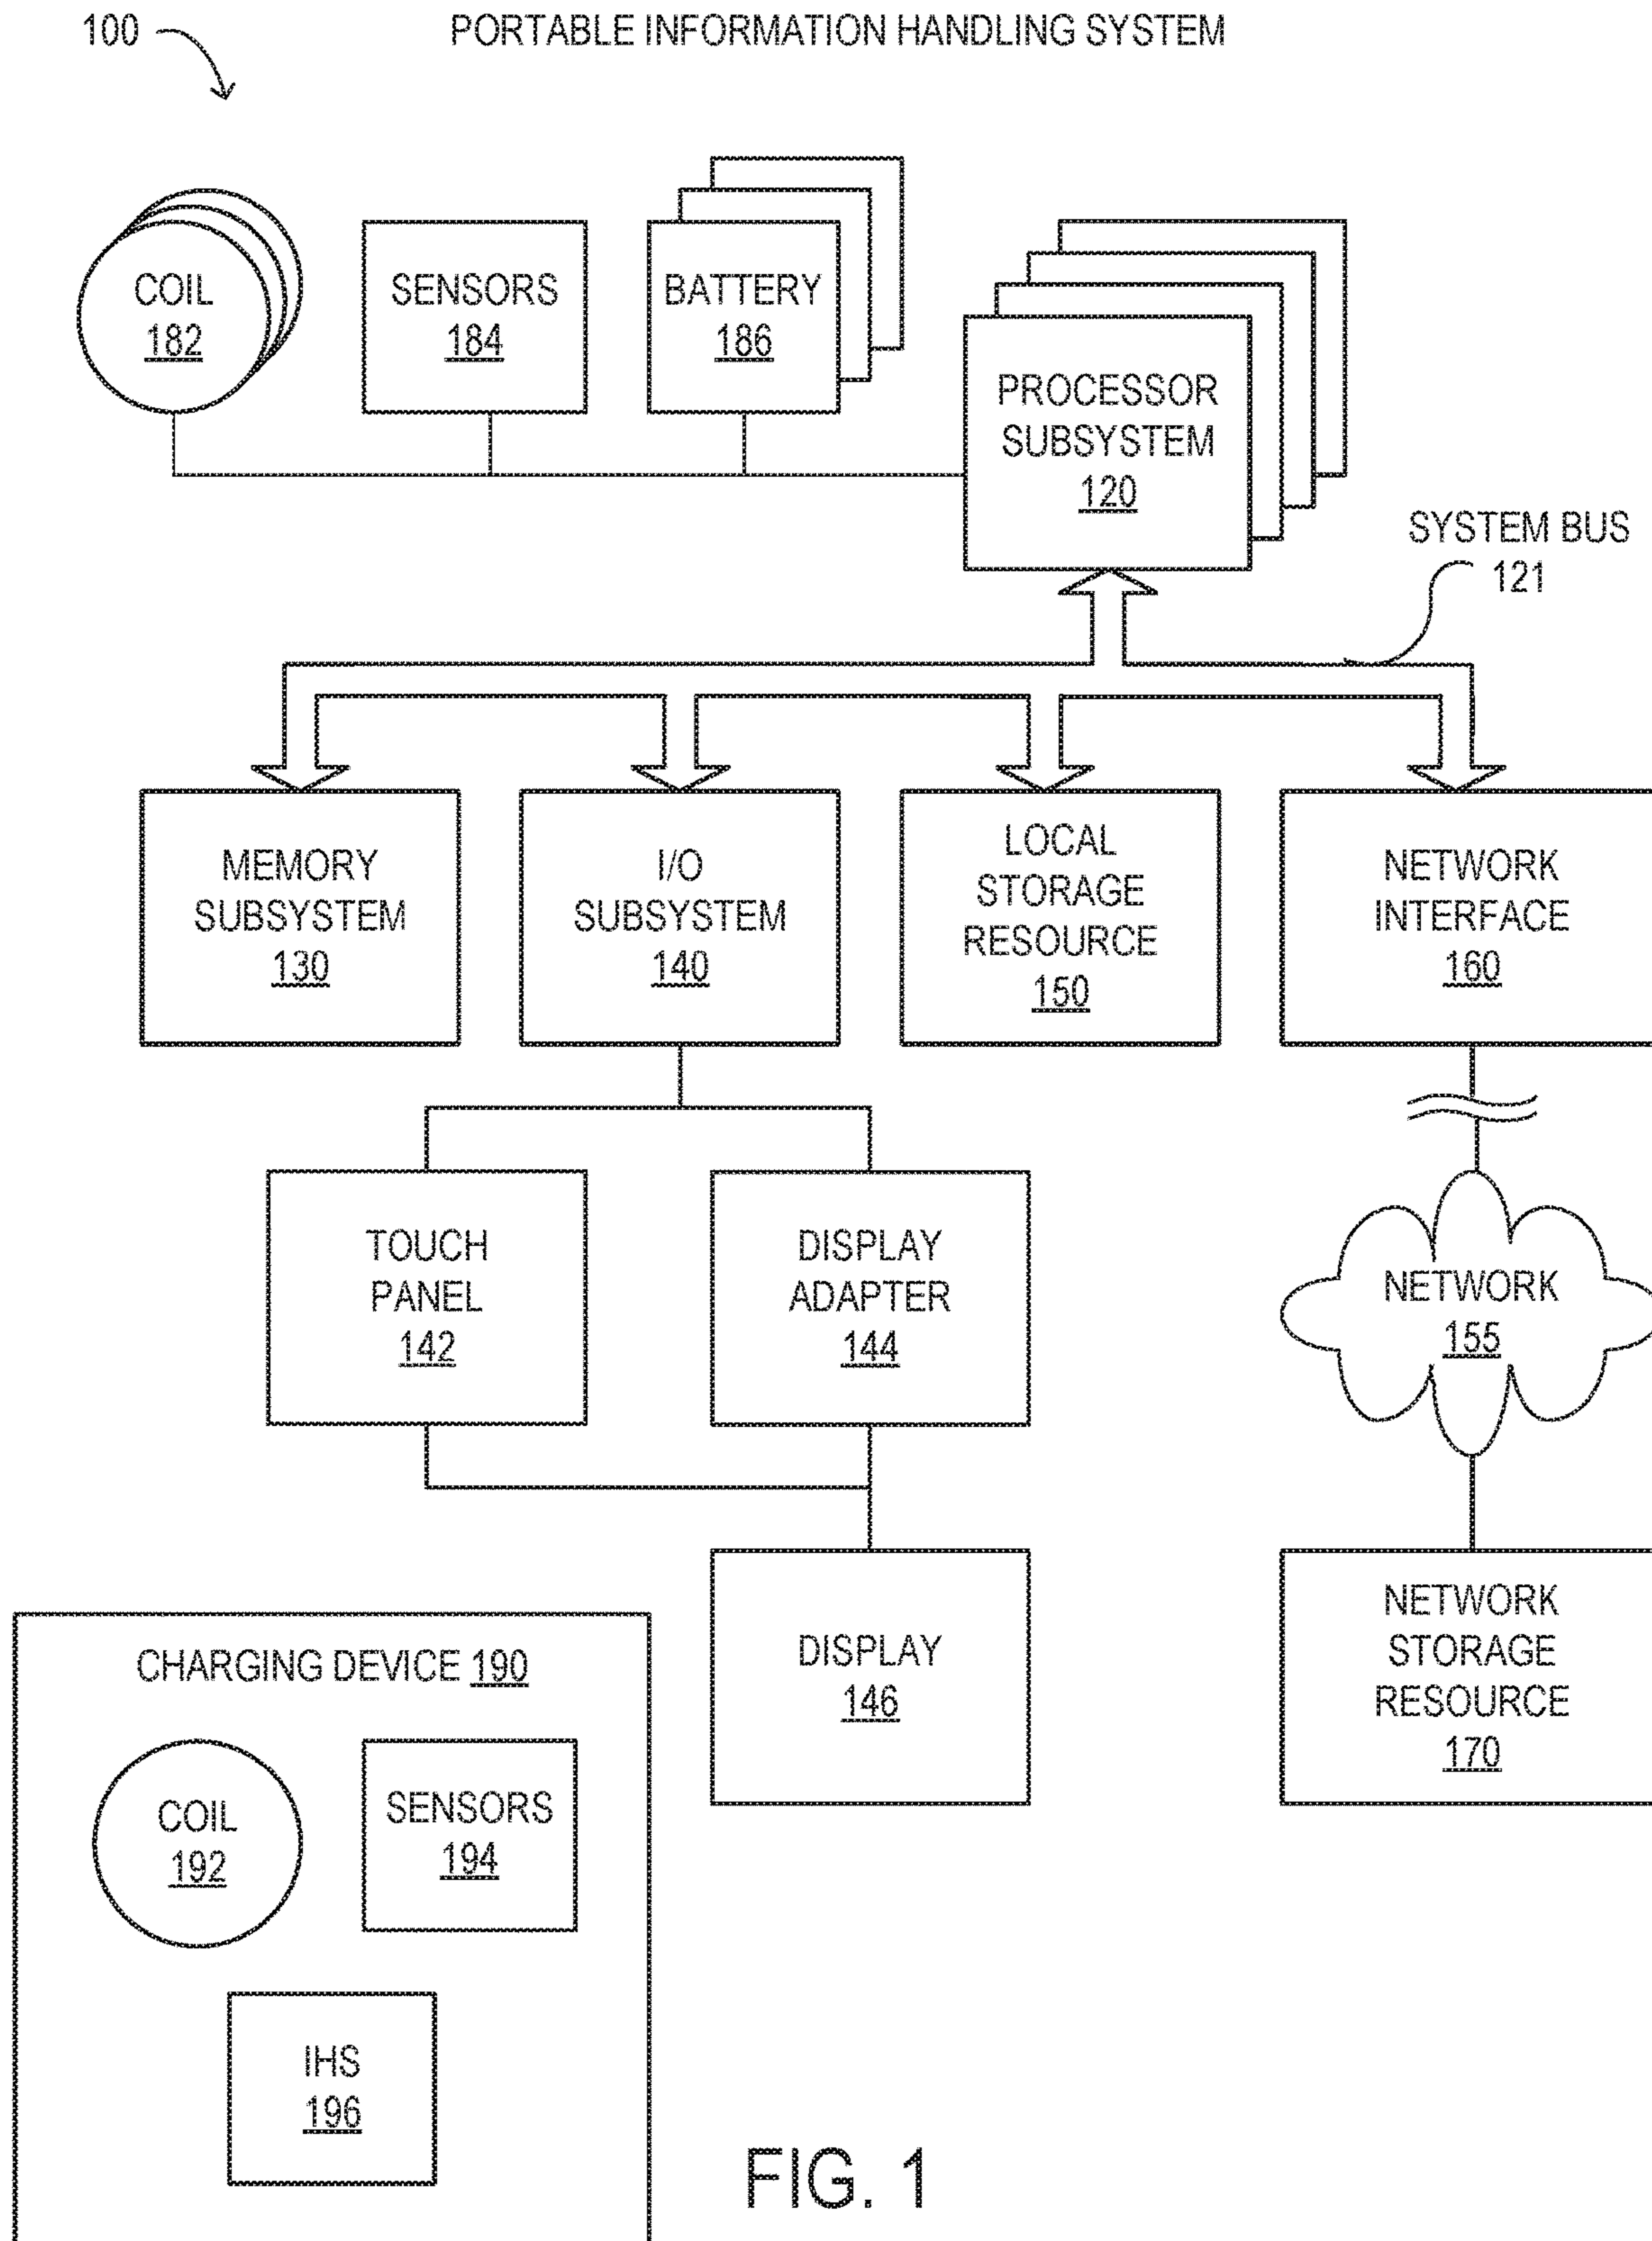 100
PORTABLE INFORMATION HANDLING SYSTEM
COIL
182
SENSORS
184
BATTERY
186
PROCESSOR
SUBSYSTEM
120
SYSTEM BUS
121
MEMORY
SUBSYSTEM
130
I/O
SUBSYSTEM
140
LOCAL
STORAGE
RESOURCE
150
NETWORK
INTERFACE
160
TOUCH
PANEL
142
DISPLAY
ADAPTER
144
NETWORK
155
DISPLAY
146
NETWORK
STORAGE
RESOURCE
170
CHARGING DEVICE 190
COIL
192
SENSORS
194
IHS
196
FIG. 1